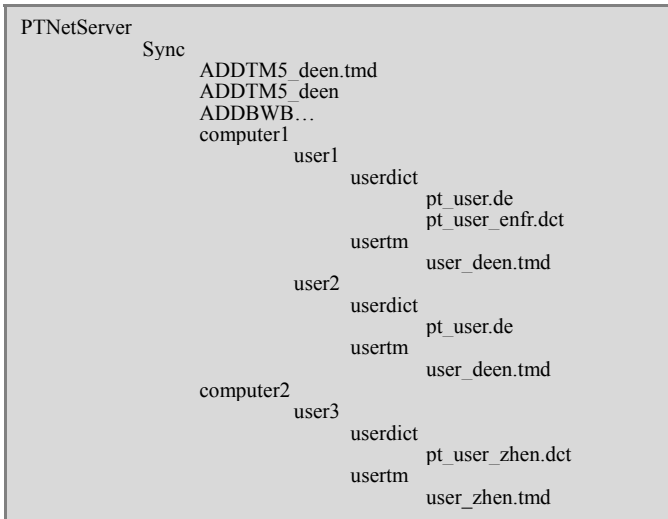 PTNetServer
Sync
ADDTM5_deen.tmd
ADDTM5_deen
ADDBWB…
computer1
user1
userdict
pt_user.de
pt_user_enfr.dct
usertm
user_deen.tmd
user2
userdict
pt_user.de
usertm
user_deen.tmd
computer2
user3
userdict
pt_user_zhen.dct
usertm
user_zhen.tmd